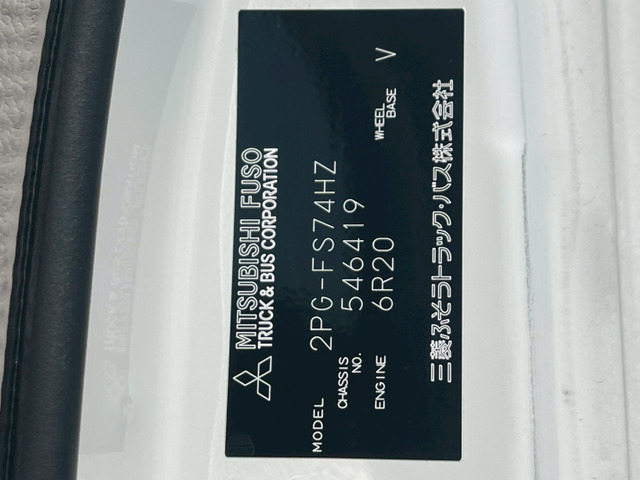 MITSUBISHI FUSO
TRUCK & BUS CORPORATION
MODEL 2PG-FS74HZ
CHASSIS NO. 546419
ENGINE 6R20 WHEEL BASE V
三菱ふそうトラック・バス株式会社